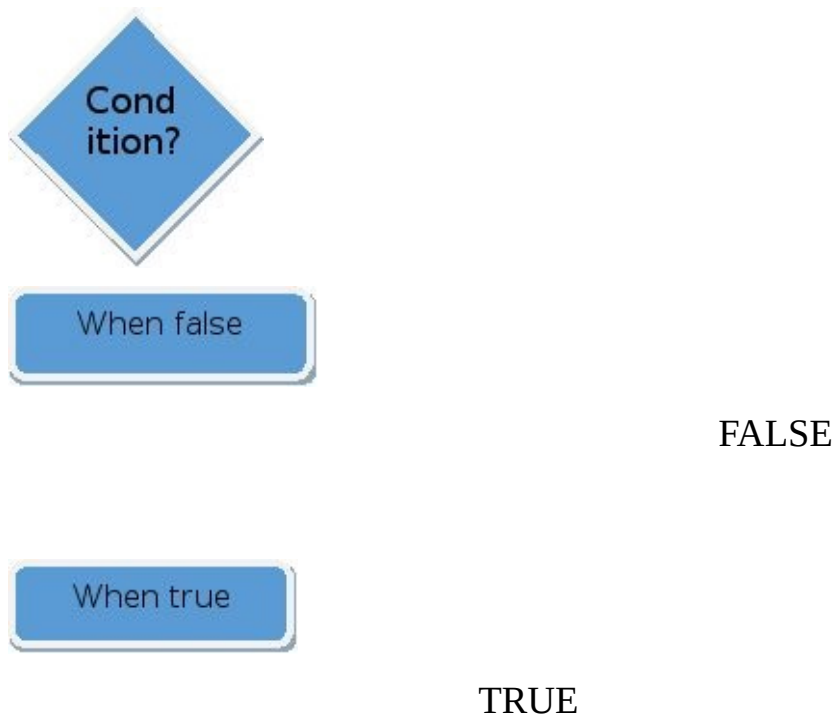 Cond
ition?
When false
FALSE
When true
TRUE